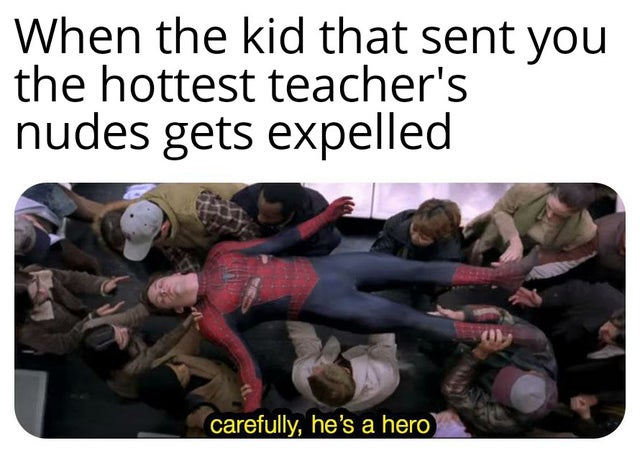 When the kid that sent you
the hottest teacher's
nudes gets expelled
carefully, he's a hero